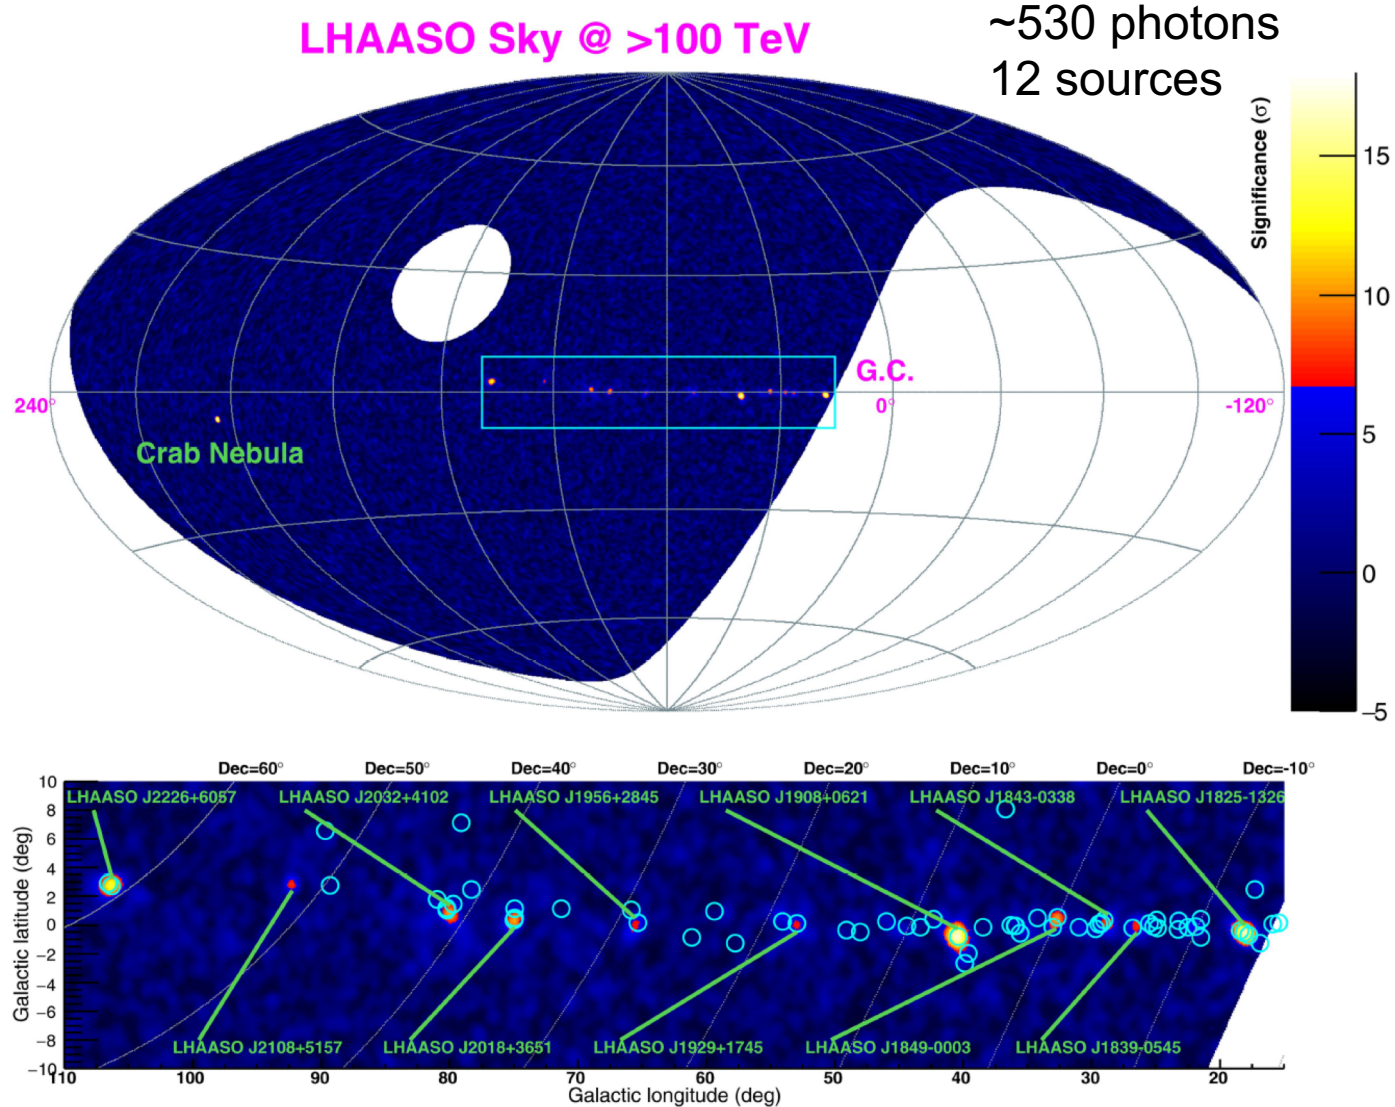 LHAASO Sky @ >100 TeV
~530 photons
12 sources
Significance (σ)
15
10
5
0
−5
G.C.
240°
0°
-120°
Crab Nebula
Dec=60° Dec=50° Dec=40° Dec=30° Dec=20° Dec=10° Dec=0° Dec=-10°
LHAASO J2226+6057 LHAASO J2032+4102 LHAASO J1956+2845 LHAASO J1908+0621 LHAASO J1843-0338 LHAASO J1825-1326
Galactic latitude (deg)
10
8
6
4
2
0
−2
−4
−6
−8
−10
LHAASO J2108+5157 LHAASO J2018+3651 LHAASO J1929+1745 LHAASO J1849-0003 LHAASO J1839-0545
110 100 90 80 70 60 50 40 30 20
Galactic longitude (deg)